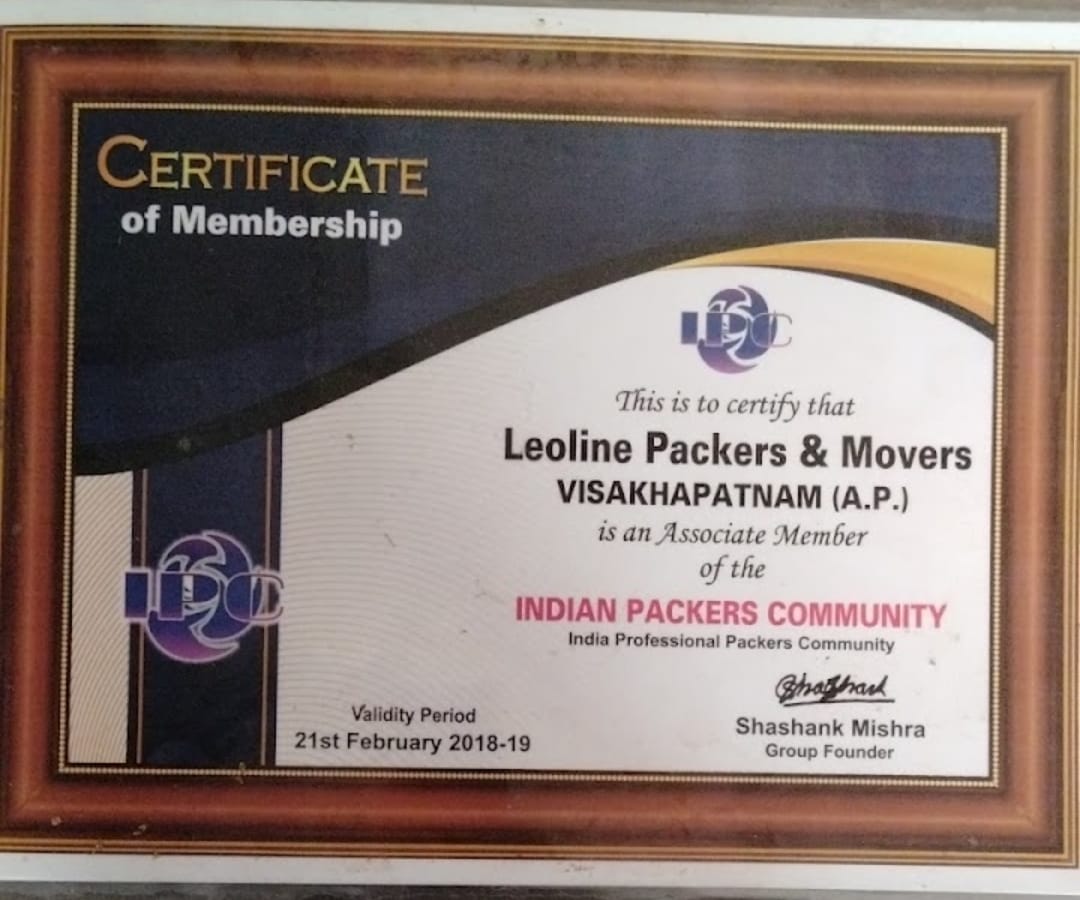 CERTIFICATE
of Membership
IPC
This is to certify that
Leoline Packers & Movers
VISAKHAPATNAM (A.P.)
is an Associate Member
of the
INDIAN PACKERS COMMUNITY
India Professional Packers Community
IPC
Shashank
Shashank Mishra
Group Founder
Validity Period
21st February 2018-19